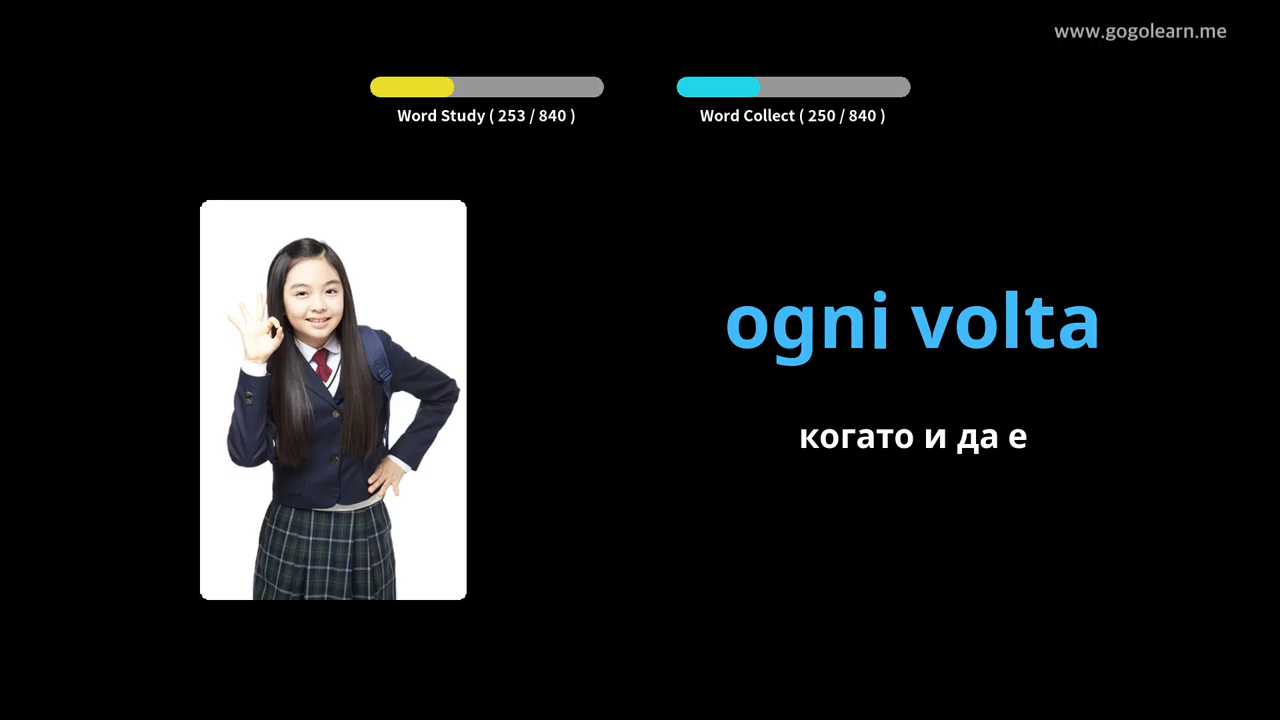 www.gogolearn.me
Word Study ( 253 / 840 )
Word Collect ( 250 / 840 )
ogni volta
когато и да е